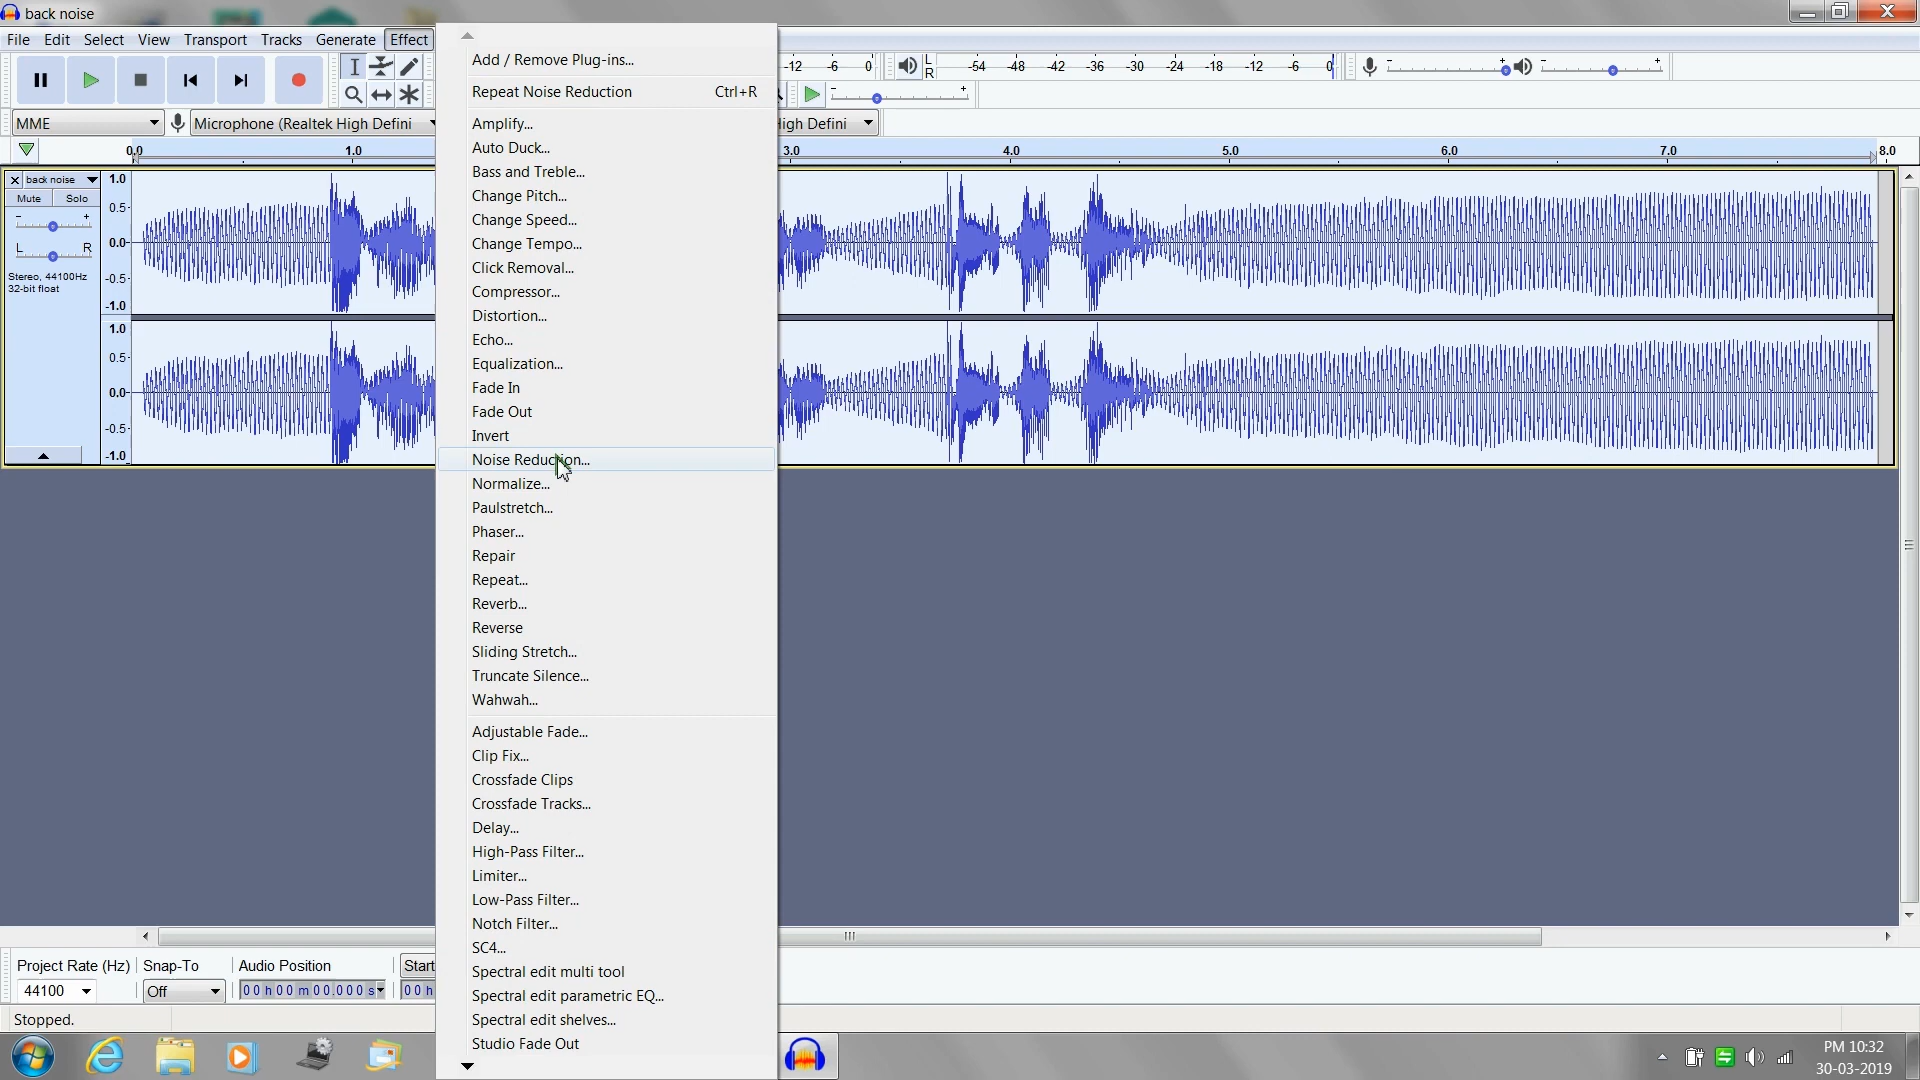 back noise
File Edit Select View Transport Tracks Generate Effect
Add / Remove Plug-ins...
Repeat Noise Reduction Ctrl+R
Amplify...
Auto Duck...
Bass and Treble...
Change Pitch...
Change Speed...
Change Tempo...
Click Removal...
Compressor...
Distortion...
Echo...
Equalization...
Fade In
Fade Out
Invert
Noise Reduction...
Normalize...
Paulstretch...
Phaser...
Repair
Repeat...
Reverb...
Reverse
Sliding Stretch...
Truncate Silence...
Wahwah...
Adjustable Fade...
Clip Fix...
Crossfade Clips
Crossfade Tracks...
Delay...
High-Pass Filter...
Limiter...
Low-Pass Filter...
Notch Filter...
SC4...
Spectral edit multi tool
Spectral edit parametric EQ...
Spectral edit shelves...
Studio Fade Out
-12 -6 0 L R -54 -48 -42 -36 -30 -24 -18 -12 -6 0 - + - +
- +
MME Microphone (Realtek High Defini High Defini
0.0 1.0 3.0 4.0 5.0 6.0 7.0 8.0
back noise
Mute Solo
- +
L R
Stereo, 44100Hz
32-bit float
1.0
0.5
0.0
-0.5
-1.0
1.0
0.5
0.0
-0.5
-1.0
Project Rate (Hz) Snap-To Audio Position Start
44100 Off 00 h 00 m 00.000 s 00 h
Stopped.
PM 10:32
30-03-2019